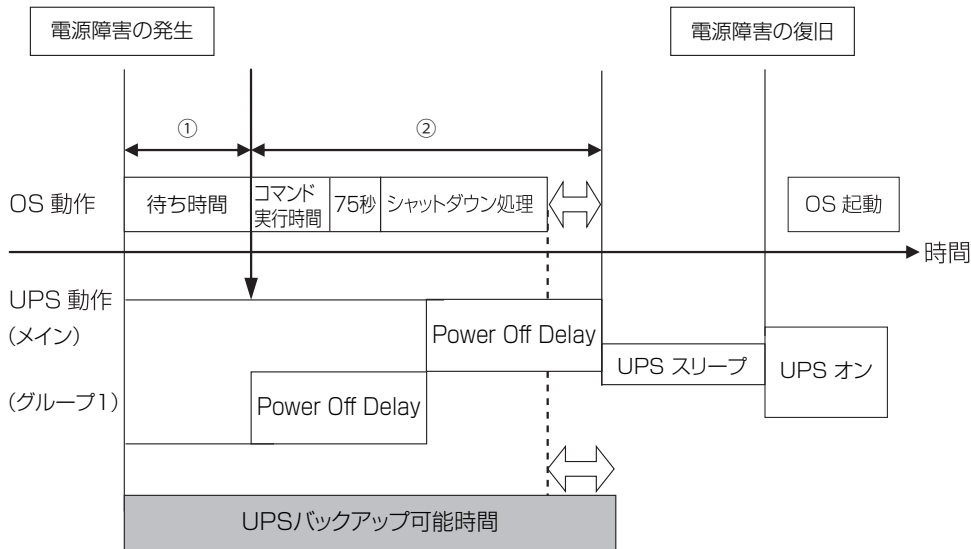 電源障害の発生
電源障害の復旧
①
②
OS 動作
待ち時間
コマンド
実行時間
75秒
シャットダウン処理
OS 起動
時間
UPS 動作
(メイン)
Power Off Delay
UPS スリープ
UPS オン
(グループ1)
Power Off Delay
UPSバックアップ可能時間